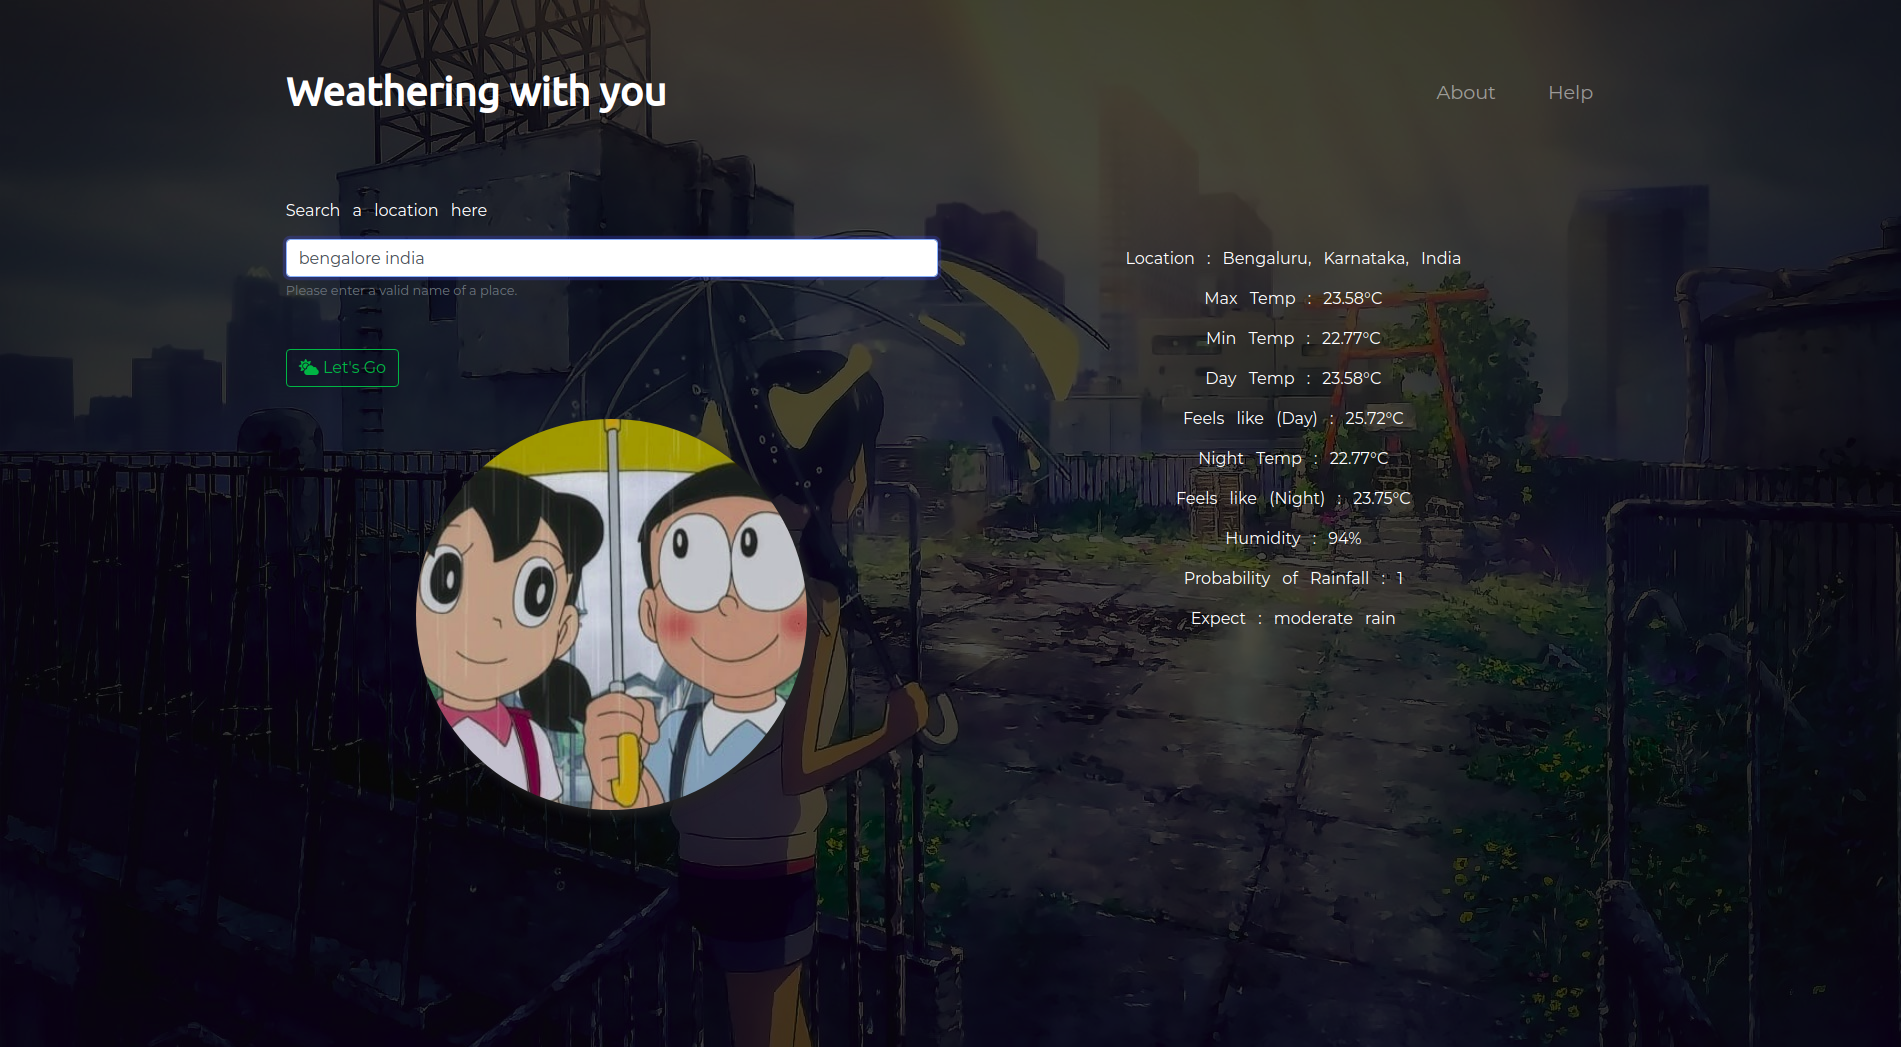 Weathering with you
About
Help
Search a location here
bengalore india
Please enter a valid name of a place.
Let's Go
Location : Bengaluru, Karnataka, India
Max Temp : 23.58°C
Min Temp : 22.77°C
Day Temp : 23.58°C
Feels like (Day) : 25.72°C
Night Temp : 22.77°C
Feels like (Night) : 23.75°C
Humidity : 94%
Probability of Rainfall : 1
Expect : moderate rain